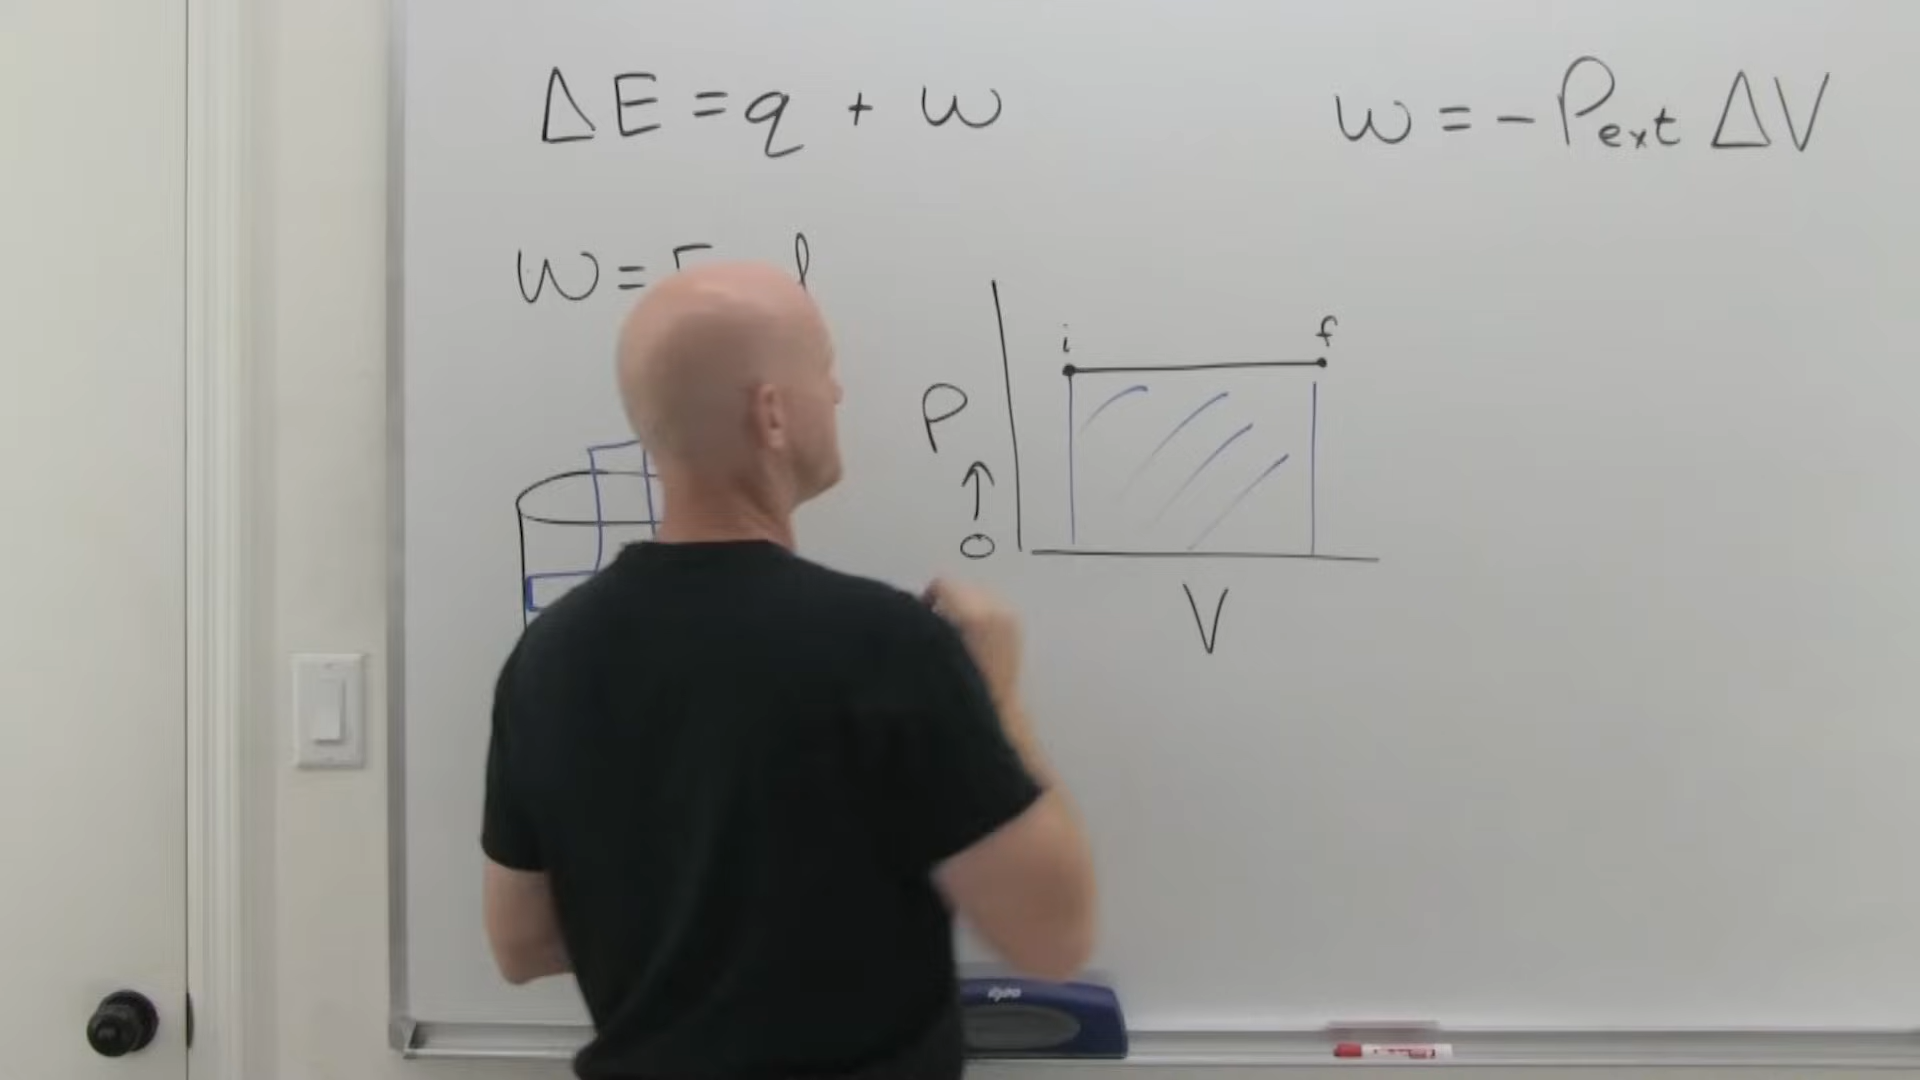 ΔE = q + w
w = -Pext ΔV
w =
i
f
P
↑
0
V